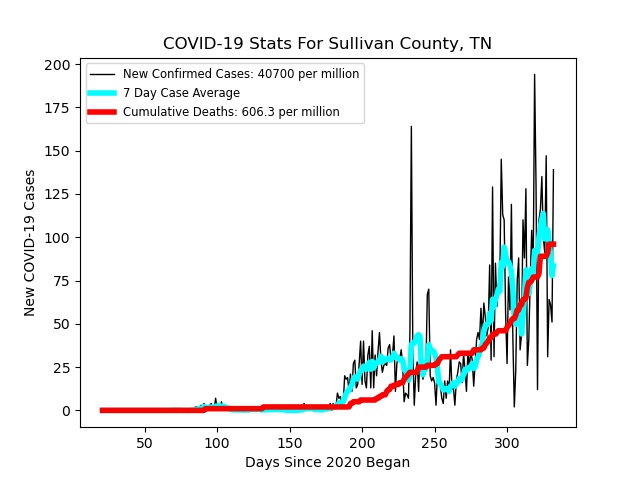 COVID-19 Stats For Sullivan County, TN
New Confirmed Cases: 40700 per million
7 Day Case Average
Cumulative Deaths: 606.3 per million
New COVID-19 Cases
200
175
150
125
100
75
50
25
0
50 100 150 200 250 300
Days Since 2020 Began